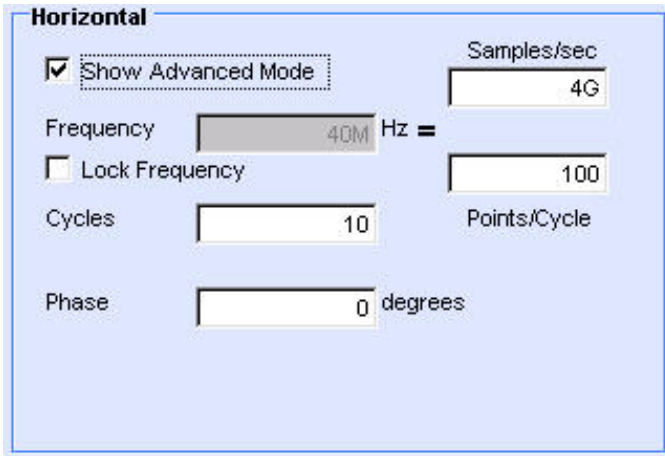 Horizontal
Show Advanced Mode
Samples/sec
4G
Frequency 40M Hz =
Lock Frequency
100
Cycles 10
Points/Cycle
Phase 0 degrees